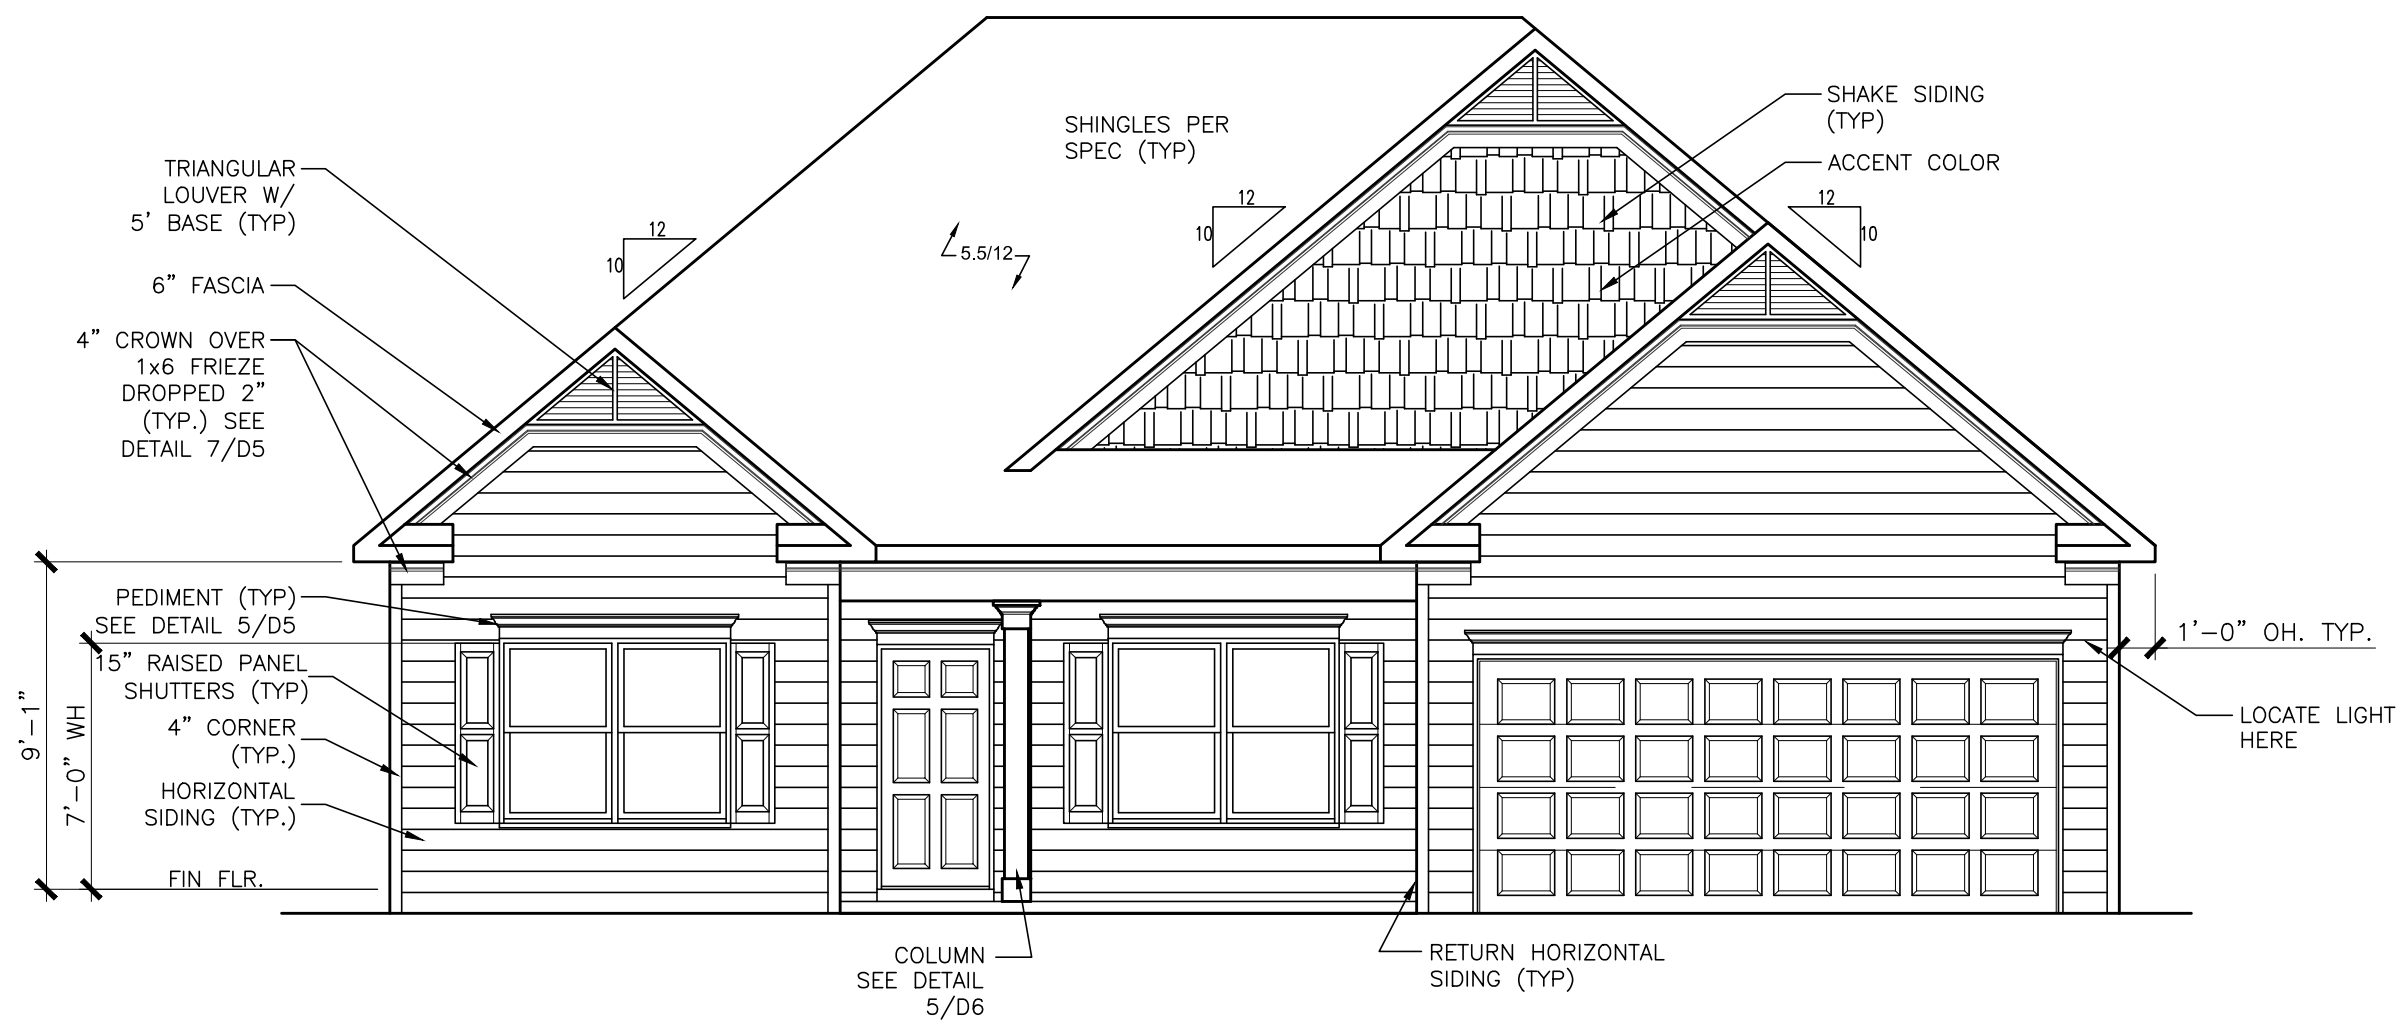 SHINGLES PER
SPEC (TYP)
SHAKE SIDING
(TYP)
ACCENT COLOR
TRIANGULAR
LOUVER W/
5' BASE (TYP)
12
10
12
10
12
10
5.5/12
6" FASCIA
4" CROWN OVER
1x6 FRIEZE
DROPPED 2"
(TYP.) SEE
DETAIL 7/D5
PEDIMENT (TYP)
SEE DETAIL 5/D5
15" RAISED PANEL
SHUTTERS (TYP)
4" CORNER
(TYP.)
HORIZONTAL
SIDING (TYP.)
FIN FLR.
9'-1"
7'-0" WH
1'-0" OH. TYP.
LOCATE LIGHT
HERE
COLUMN
SEE DETAIL
5/D6
RETURN HORIZONTAL
SIDING (TYP)